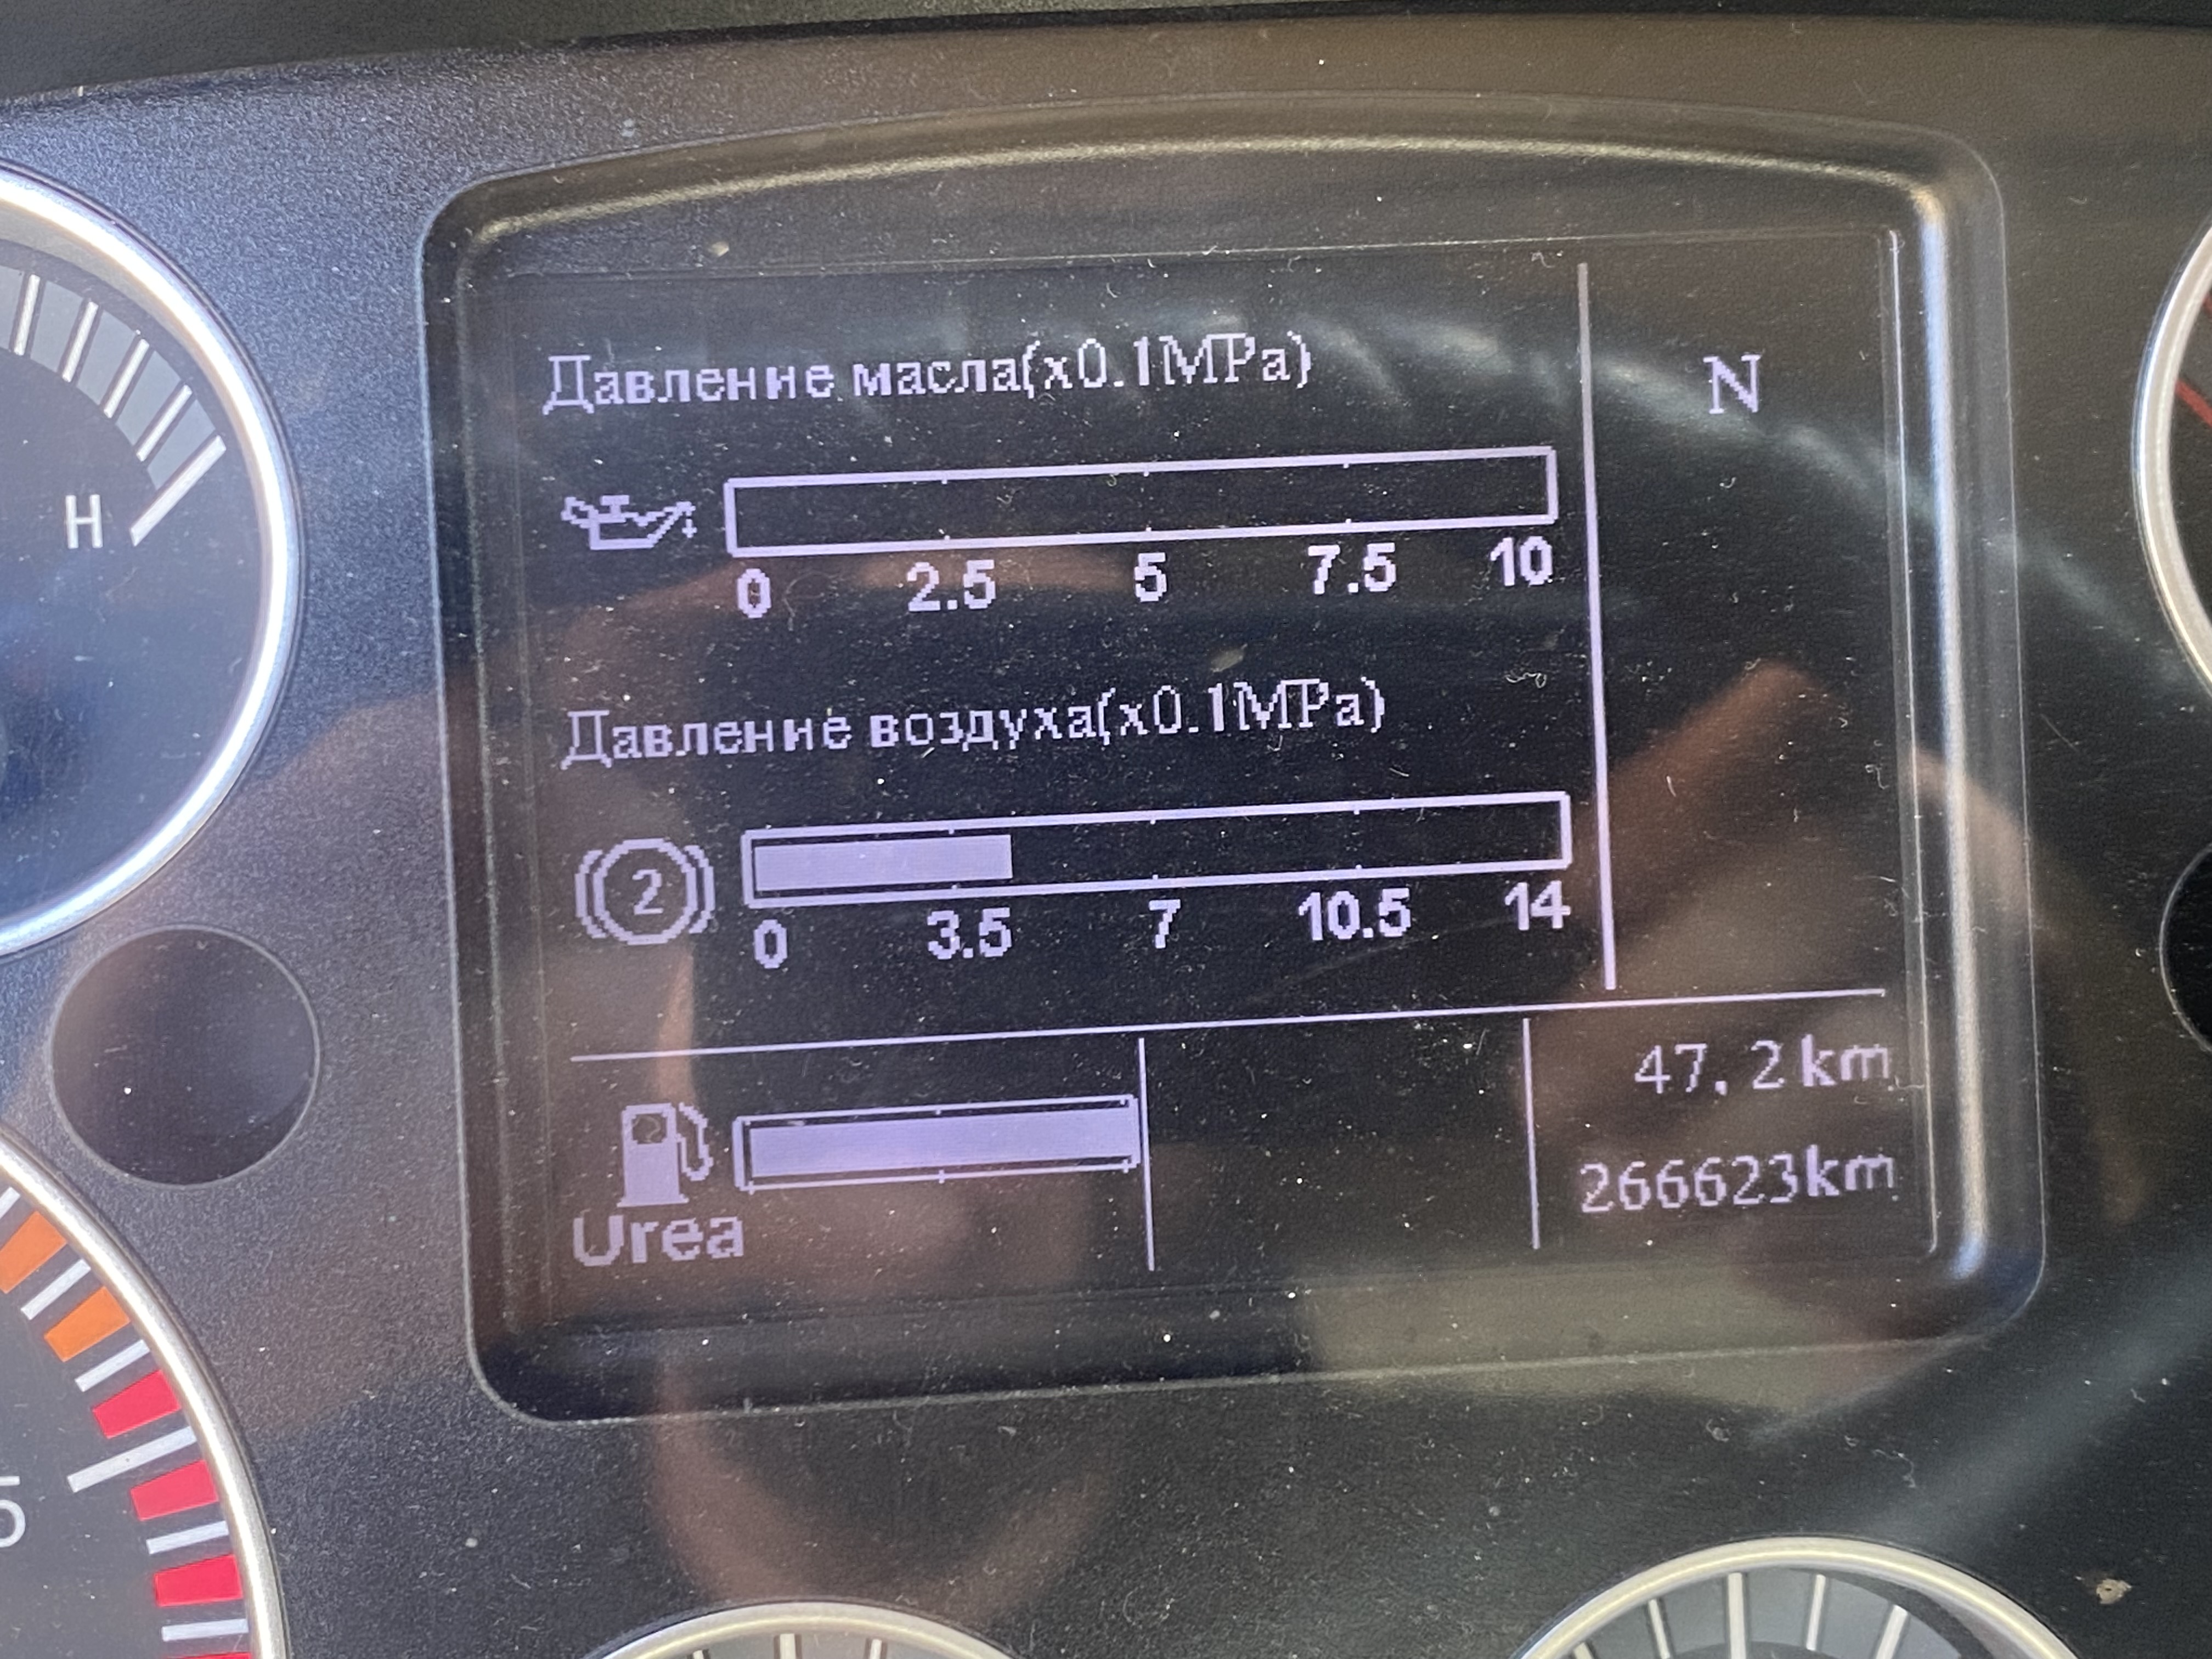 H
Давление масла(x0.1MPa)
N
0 2.5 5 7.5 10
Давление воздуха(x0.1MPa)
2
0 3.5 7 10.5 14
47,2km
266623km
Urea